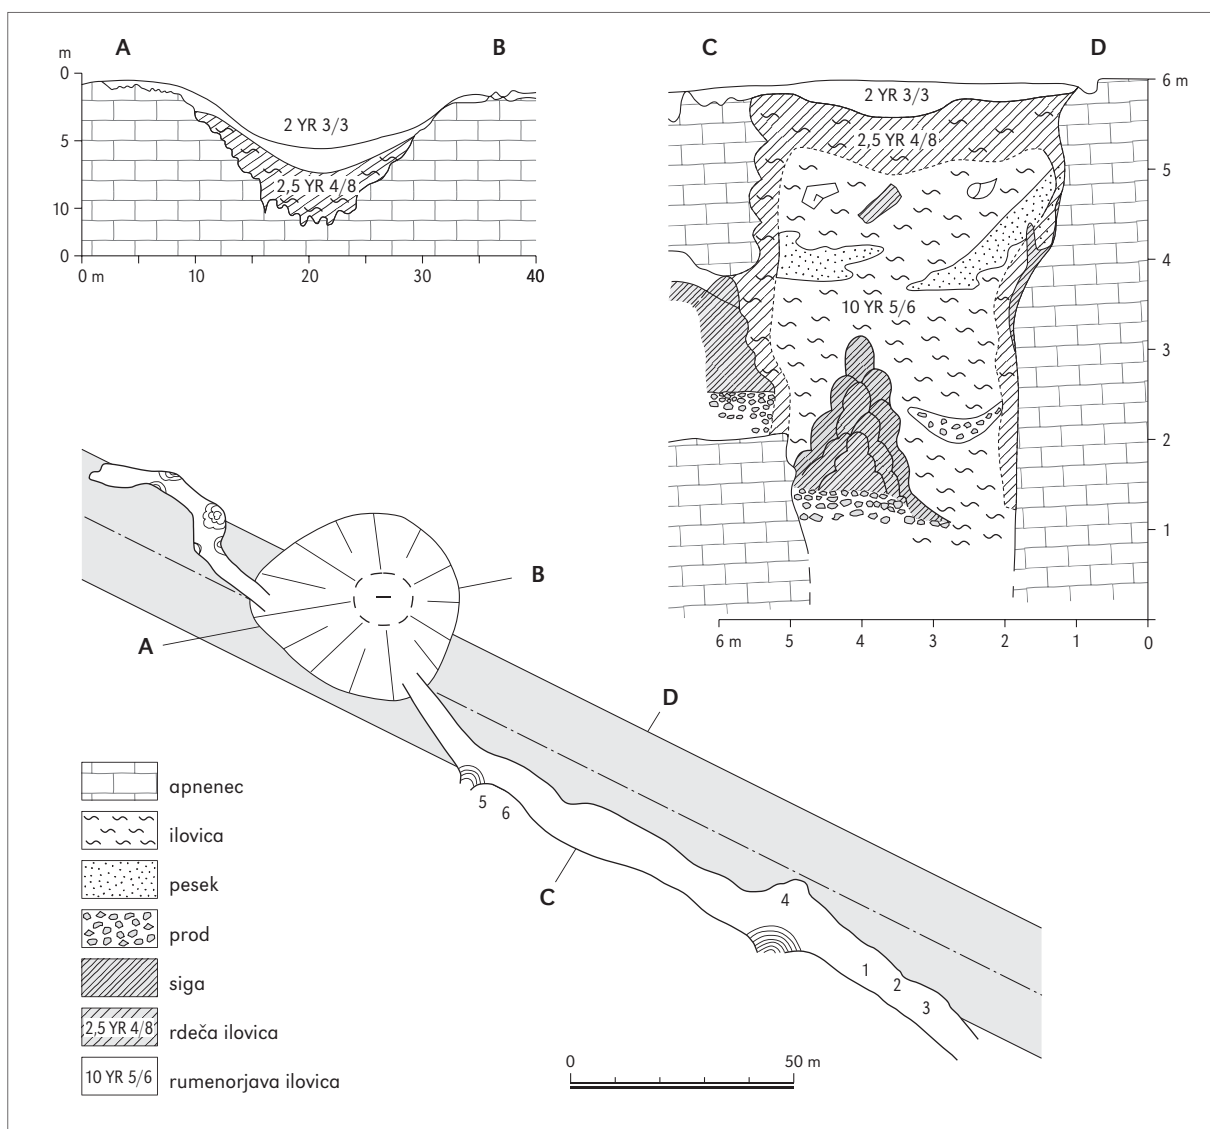 A B
m
0
5
10
0
0 m 10 20 30 40
2 YR 3/3
2,5 YR 4/8
C D
6 m
5
4
3
2
1
2 YR 3/3
2,5 YR 4/8
10 YR 5/6
6 m 5 4 3 2 1 0
B
A
D
C
5
6
4
1
2
3
apnenec
ilovica
pesek
prod
siga
2,5 YR 4/8 rdeča ilovica
10 YR 5/6 rumenorjava ilovica
0 50 m